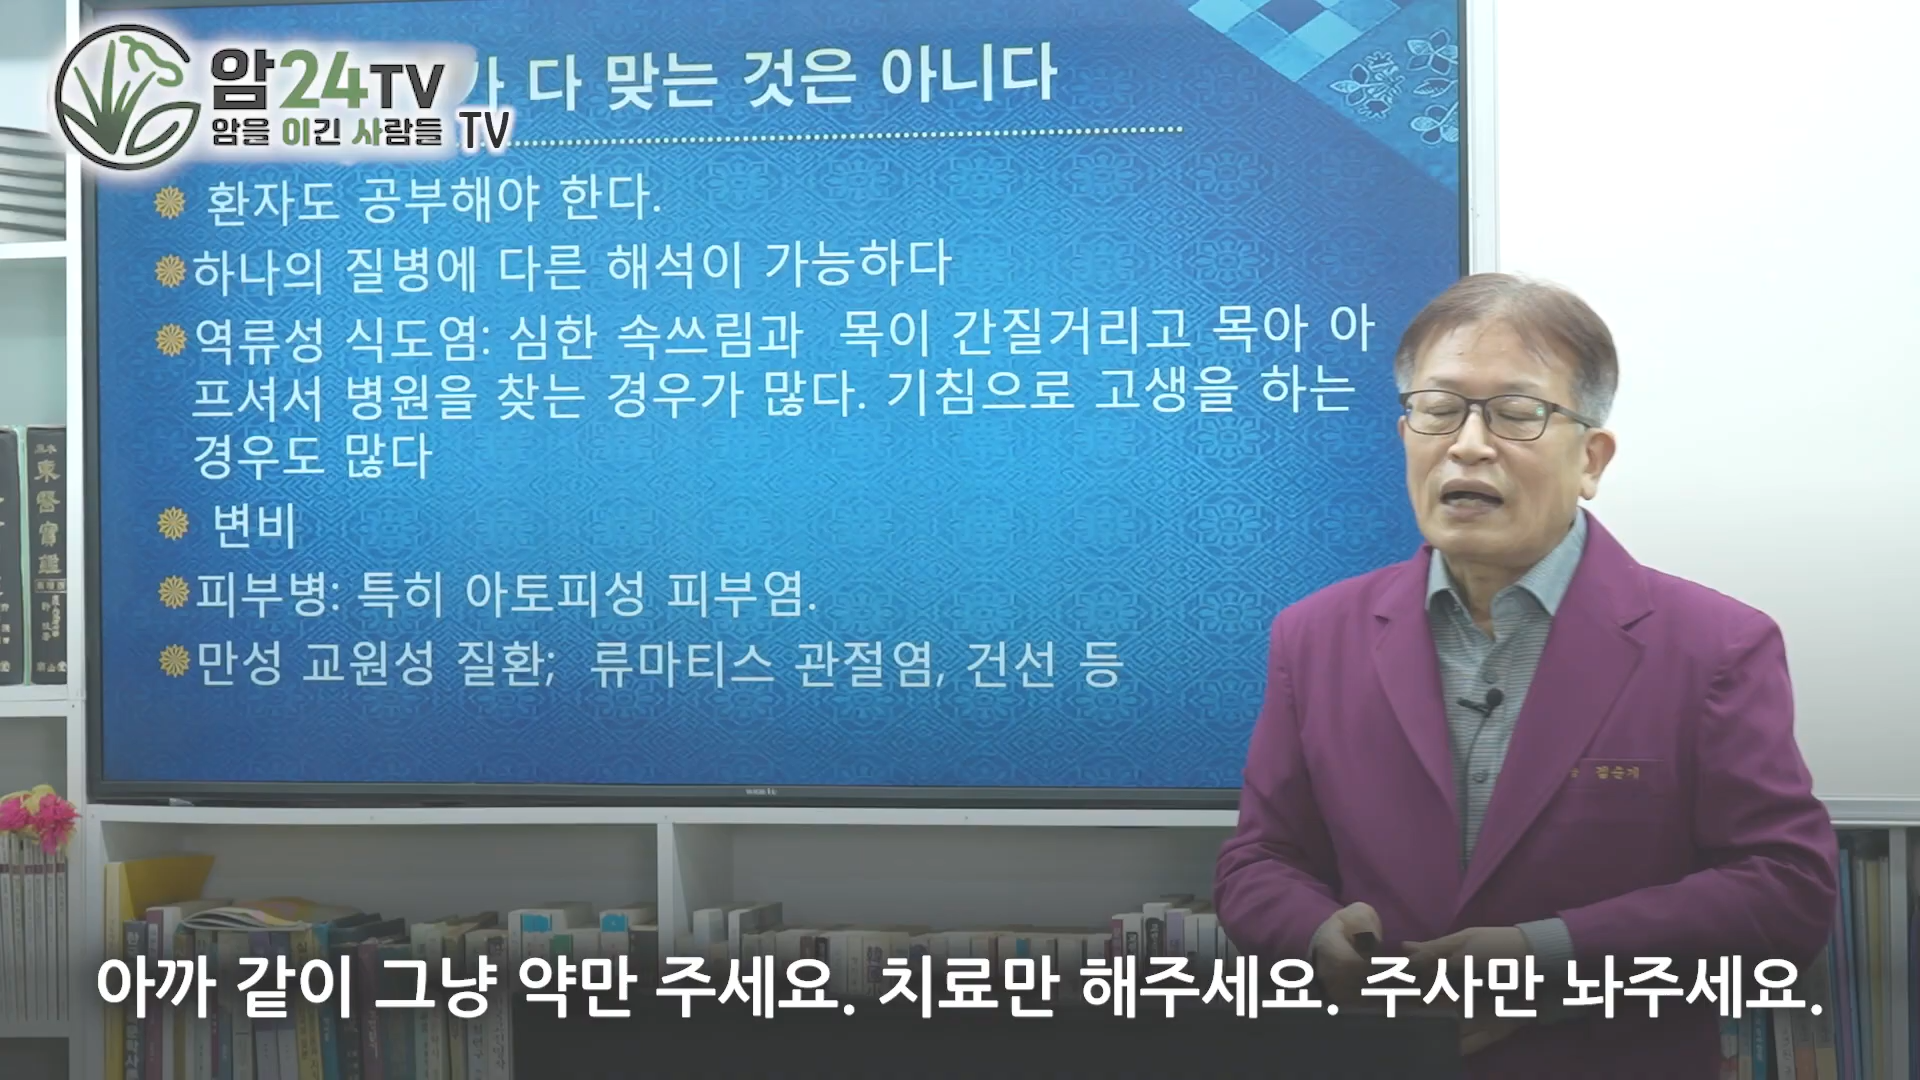 암24TV
암을 이긴 사람들 TV
가 다 맞는 것은 아니다
환자도 공부해야 한다.
하나의 질병에 다른 해석이 가능하다
역류성 식도염: 심한 속쓰림과 목이 간질거리고 목아 아
프셔서 병원을 찾는 경우가 많다. 기침으로 고생을 하는
경우도 많다
변비
피부병: 특히 아토피성 피부염.
만성 교원성 질환; 류마티스 관절염, 건선 등
東醫寶鑑
아까 같이 그냥 약만 주세요. 치료만 해주세요. 주사만 놔주세요.